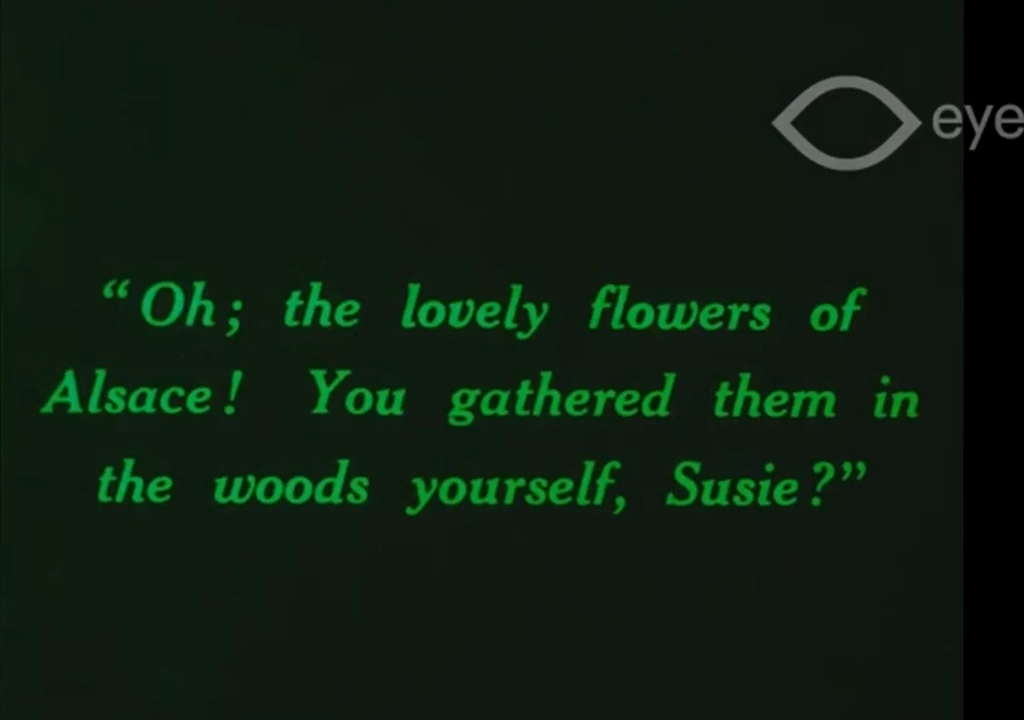 eye
"Oh; the lovely flowers of
Alsace! You gathered them in
the woods yourself, Susie?"